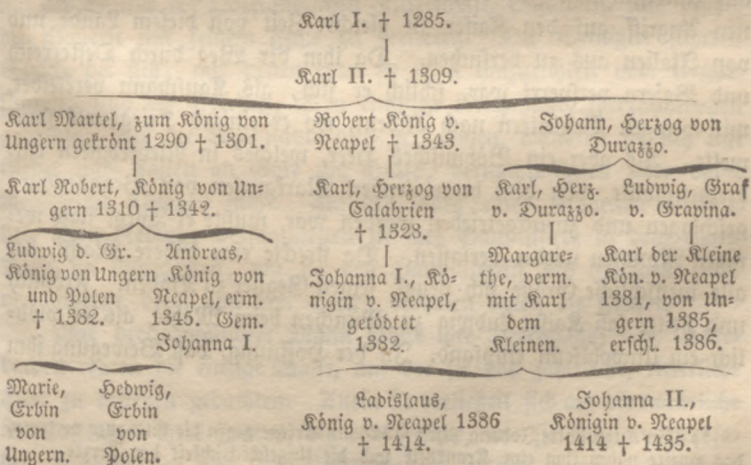 Karl I. † 1285.
Karl II. † 1309.
Karl Martel, zum König von
Ungern gekrönt 1290 † 1301.
Robert König v.
Neapel † 1343.
Johann, Herzog von
Durazzo.
Karl Robert, König von Un-
gern 1310 † 1342.
Karl, Herzog von
Calabrien
† 1328.
Karl, Herz.
v. Durazzo.
Ludwig, Graf
v. Gravina.
Ludwig d. Gr.
König von Ungern
und Polen
† 1382.
Andreas,
König von
Neapel, erm.
1345. Gem.
Johanna I.
Johanna I., Kö-
nigin v. Neapel,
getödtet
1382.
Margare-
the, verm.
mit Karl
dem
Kleinen.
Karl der Kleine
Kön. v. Neapel
1381, von Un-
gern 1385,
erschl. 1386.
Marie,
Erbin
von
Ungern.
Hedwig,
Erbin
von
Polen.
Ladislaus,
König v. Neapel 1386
† 1414.
Johanna II.,
Königin v. Neapel
1414 † 1435.